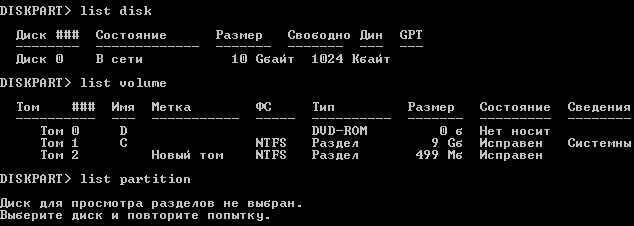 DISKPART> list disk
Диск ### Состояние Размер Свободно Дин GPT
-------- ------------- ------- ------- --- ---
Диск 0 В сети 10 Gбайт 1024 Kбайт
DISKPART> list volume
Том ### Имя Метка ФС Тип Размер Состояние Сведения
---------- --- ----------- ----- ---------- ------- --------- --------
Том 0 D DVD-ROM 0 б Нет носит
Том 1 C NTFS Раздел 9 Gб Исправен Системны
Том 2 Новый том NTFS Раздел 499 Mб Исправен
DISKPART> list partition
Диск для просмотра разделов не выбран.
Выберите диск и повторите попытку.